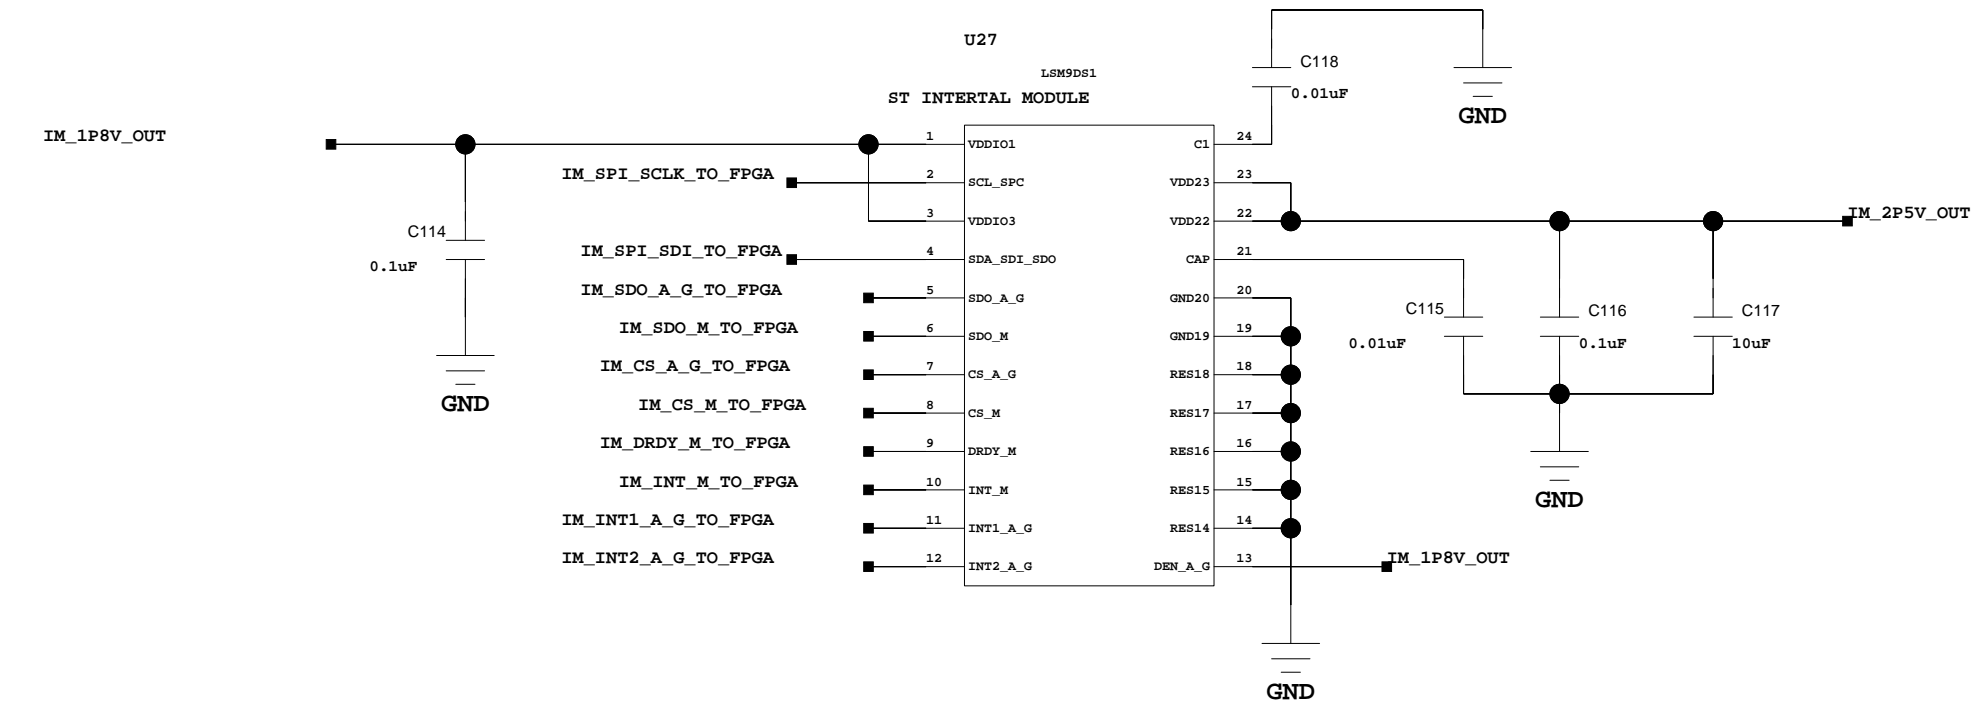 U27
LSM9DS1
ST INTERTAL MODULE
C118
0.01uF
GND
IM_1P8V_OUT
1
VDDIO1
C1
24
IM_SPI_SCLK_TO_FPGA
2
SCL_SPC
VDD23
23
3
VDDIO3
VDD22
22
IM_2P5V_OUT
C114
0.1uF
GND
IM_SPI_SDI_TO_FPGA
4
SDA_SDI_SDO
CAP
21
IM_SDO_A_G_TO_FPGA
5
SDO_A_G
GND20
20
C115
0.01uF
C116
0.1uF
C117
10uF
GND
IM_SDO_M_TO_FPGA
6
SDO_M
GND19
19
IM_CS_A_G_TO_FPGA
7
CS_A_G
RES18
18
IM_CS_M_TO_FPGA
8
CS_M
RES17
17
IM_DRDY_M_TO_FPGA
9
DRDY_M
RES16
16
IM_INT_M_TO_FPGA
10
INT_M
RES15
15
IM_INT1_A_G_TO_FPGA
11
INT1_A_G
RES14
14
IM_INT2_A_G_TO_FPGA
12
INT2_A_G
DEN_A_G
13
IM_1P8V_OUT
GND